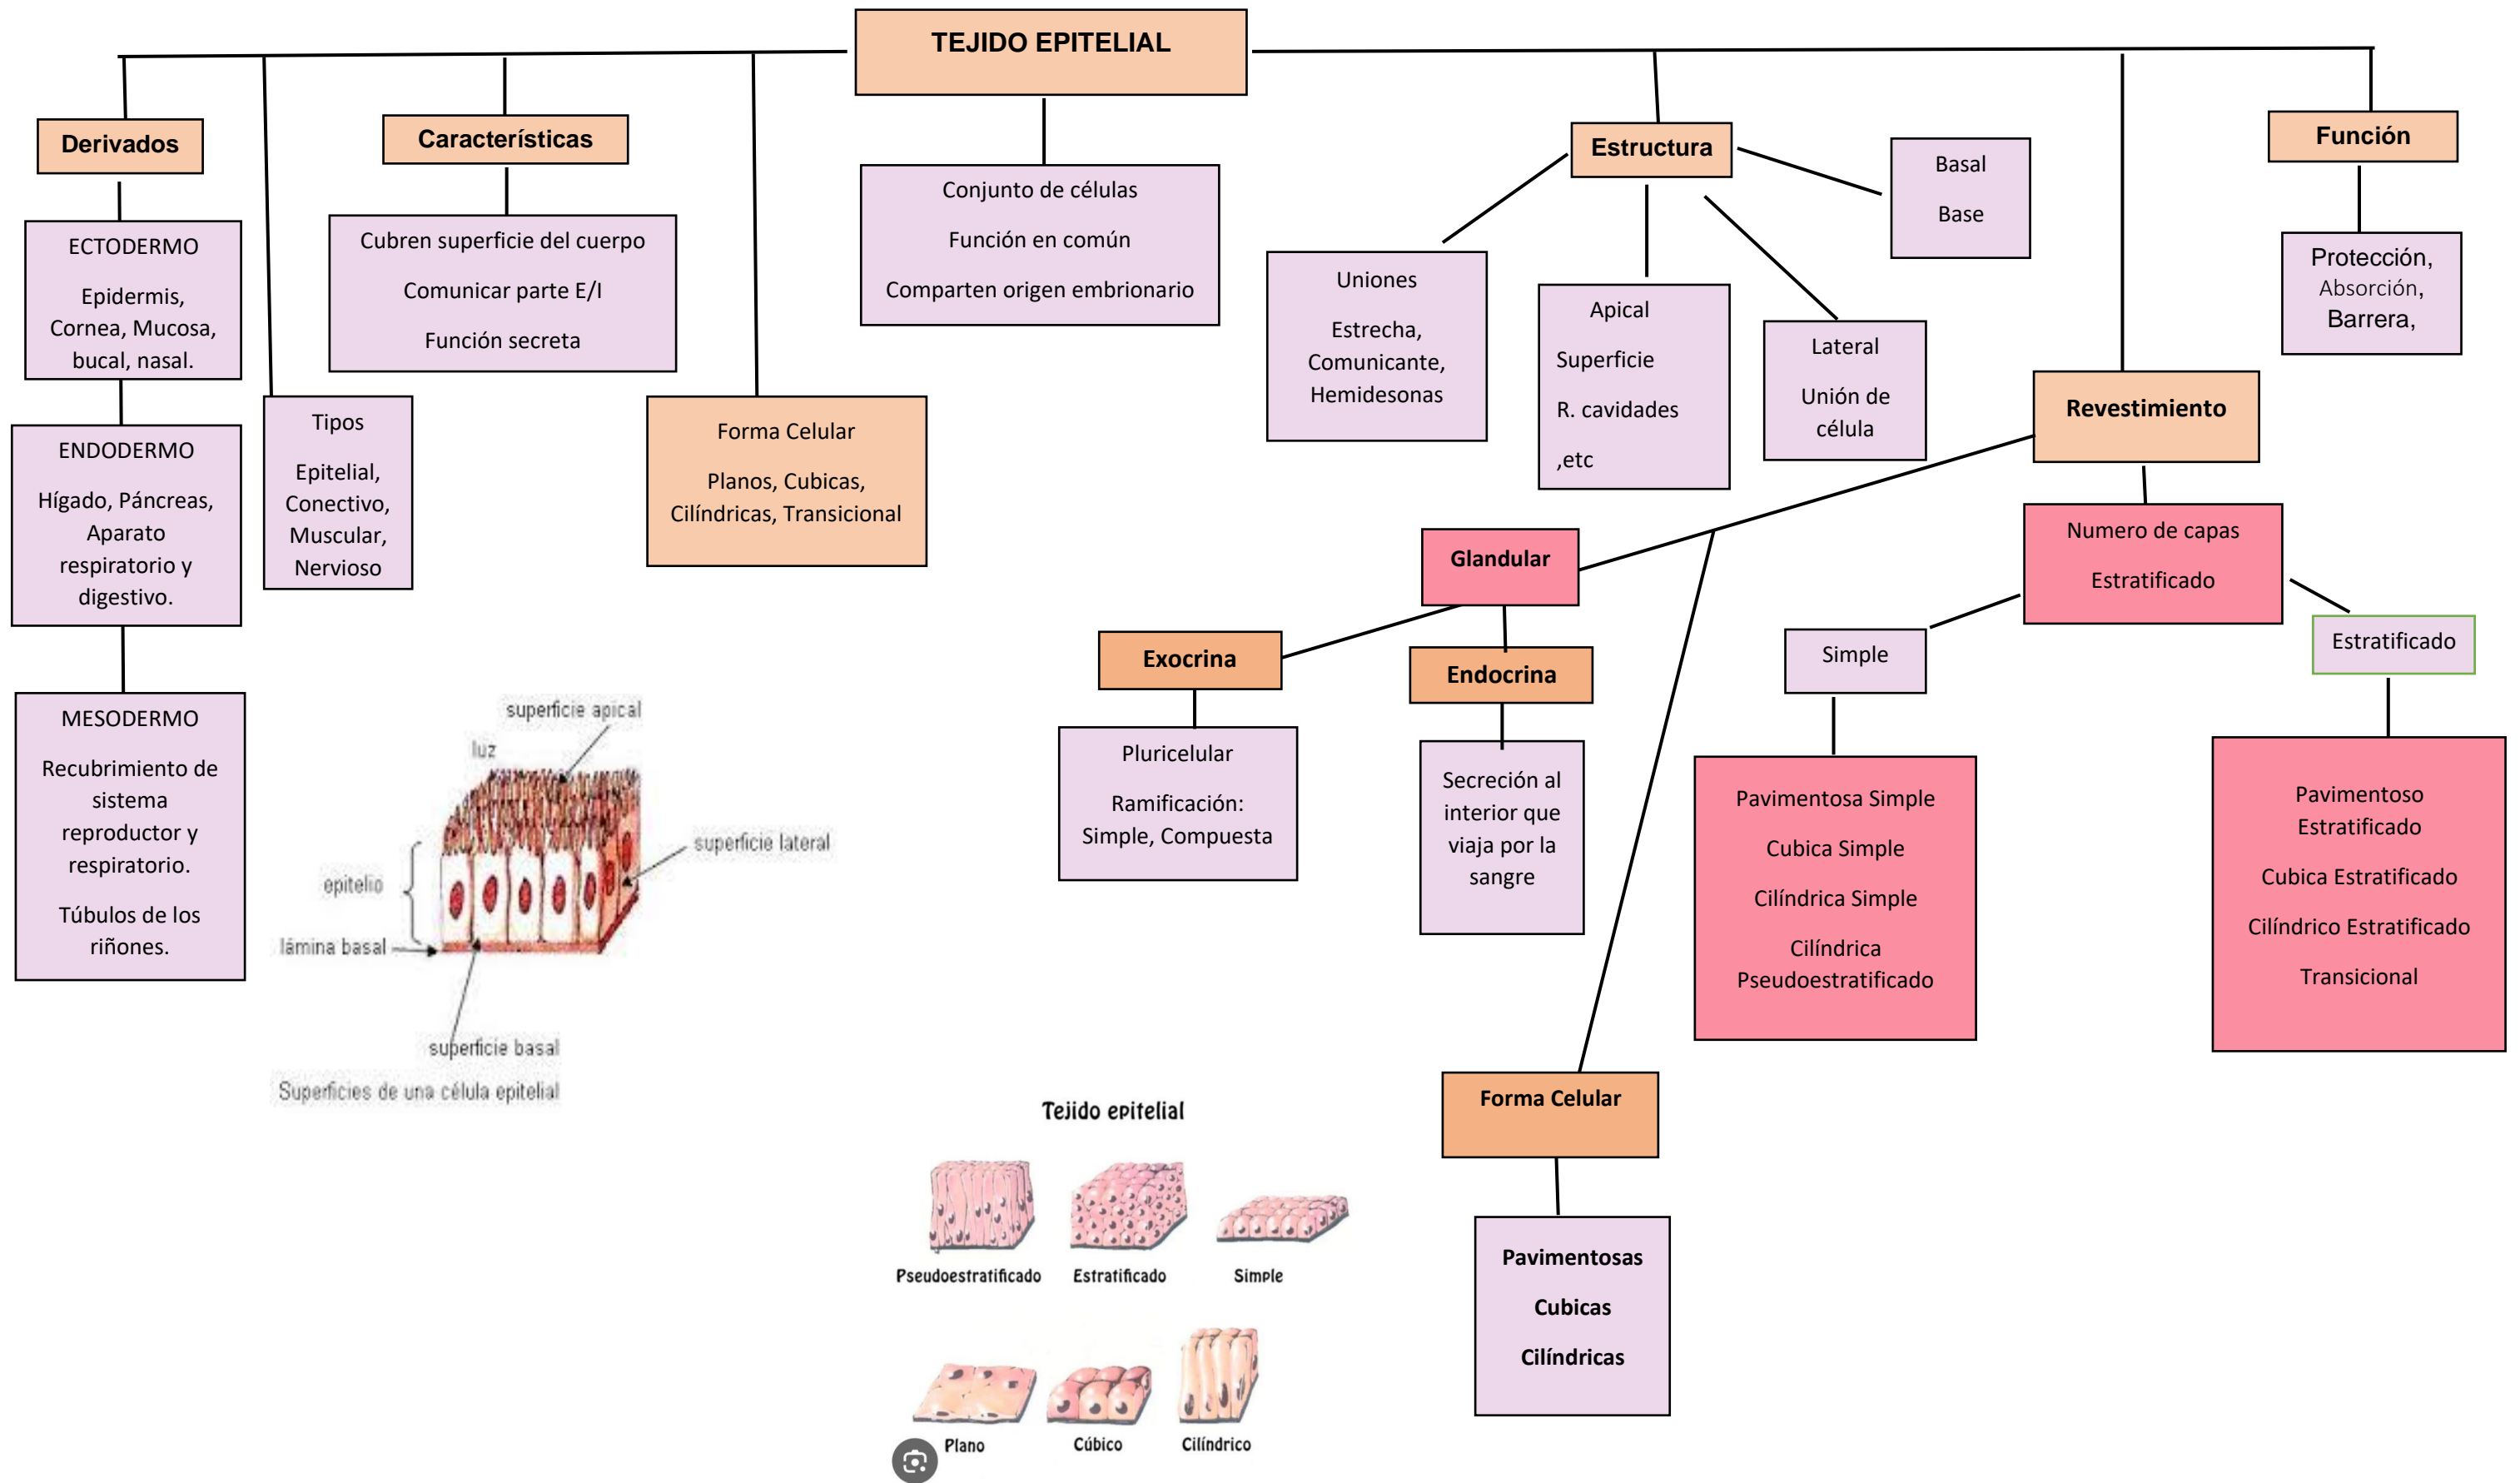 TEJIDO EPITELIAL
Derivados
ECTODERMO
Epidermis,
Cornea, Mucosa,
bucal, nasal.
ENDODERMO
Hígado, Páncreas,
Aparato
respiratorio y
digestivo.
MESODERMO
Recubrimiento de
sistema
reproductor y
respiratorio.
Túbulos de los
riñones.
Tipos
Epitelial,
Conectivo,
Muscular,
Nervioso
Características
Cubren superficie del cuerpo
Comunicar parte E/I
Función secreta
Forma Celular
Planos, Cubicas,
Cilíndricas, Transicional
Conjunto de células
Función en común
Comparten origen embrionario
Estructura
Uniones
Estrecha,
Comunicante,
Hemidesonas
Apical
Superficie
R. cavidades
,etc
Lateral
Unión de
célula
Basal
Base
Revestimiento
Función
Protección,
Absorción,
Barrera,
Glandular
Exocrina
Pluricelular
Ramificación:
Simple, Compuesta
Endocrina
Secreción al
interior que
viaja por la
sangre
Numero de capas
Estratificado
Simple
Pavimentosa Simple
Cubica Simple
Cilíndrica Simple
Cilíndrica
Pseudoestratificado
Estratificado
Pavimentoso
Estratificado
Cubica Estratificado
Cilíndrico Estratificado
Transicional
Forma Celular
Pavimentosas
Cubicas
Cilíndricas
superficie apical
luz
superficie lateral
epitelio
lámina basal
superficie basal
Superficies de una célula epitelial
Tejido epitelial
Pseudoestratificado
Estratificado
Simple
Plano
Cúbico
Cilíndrico